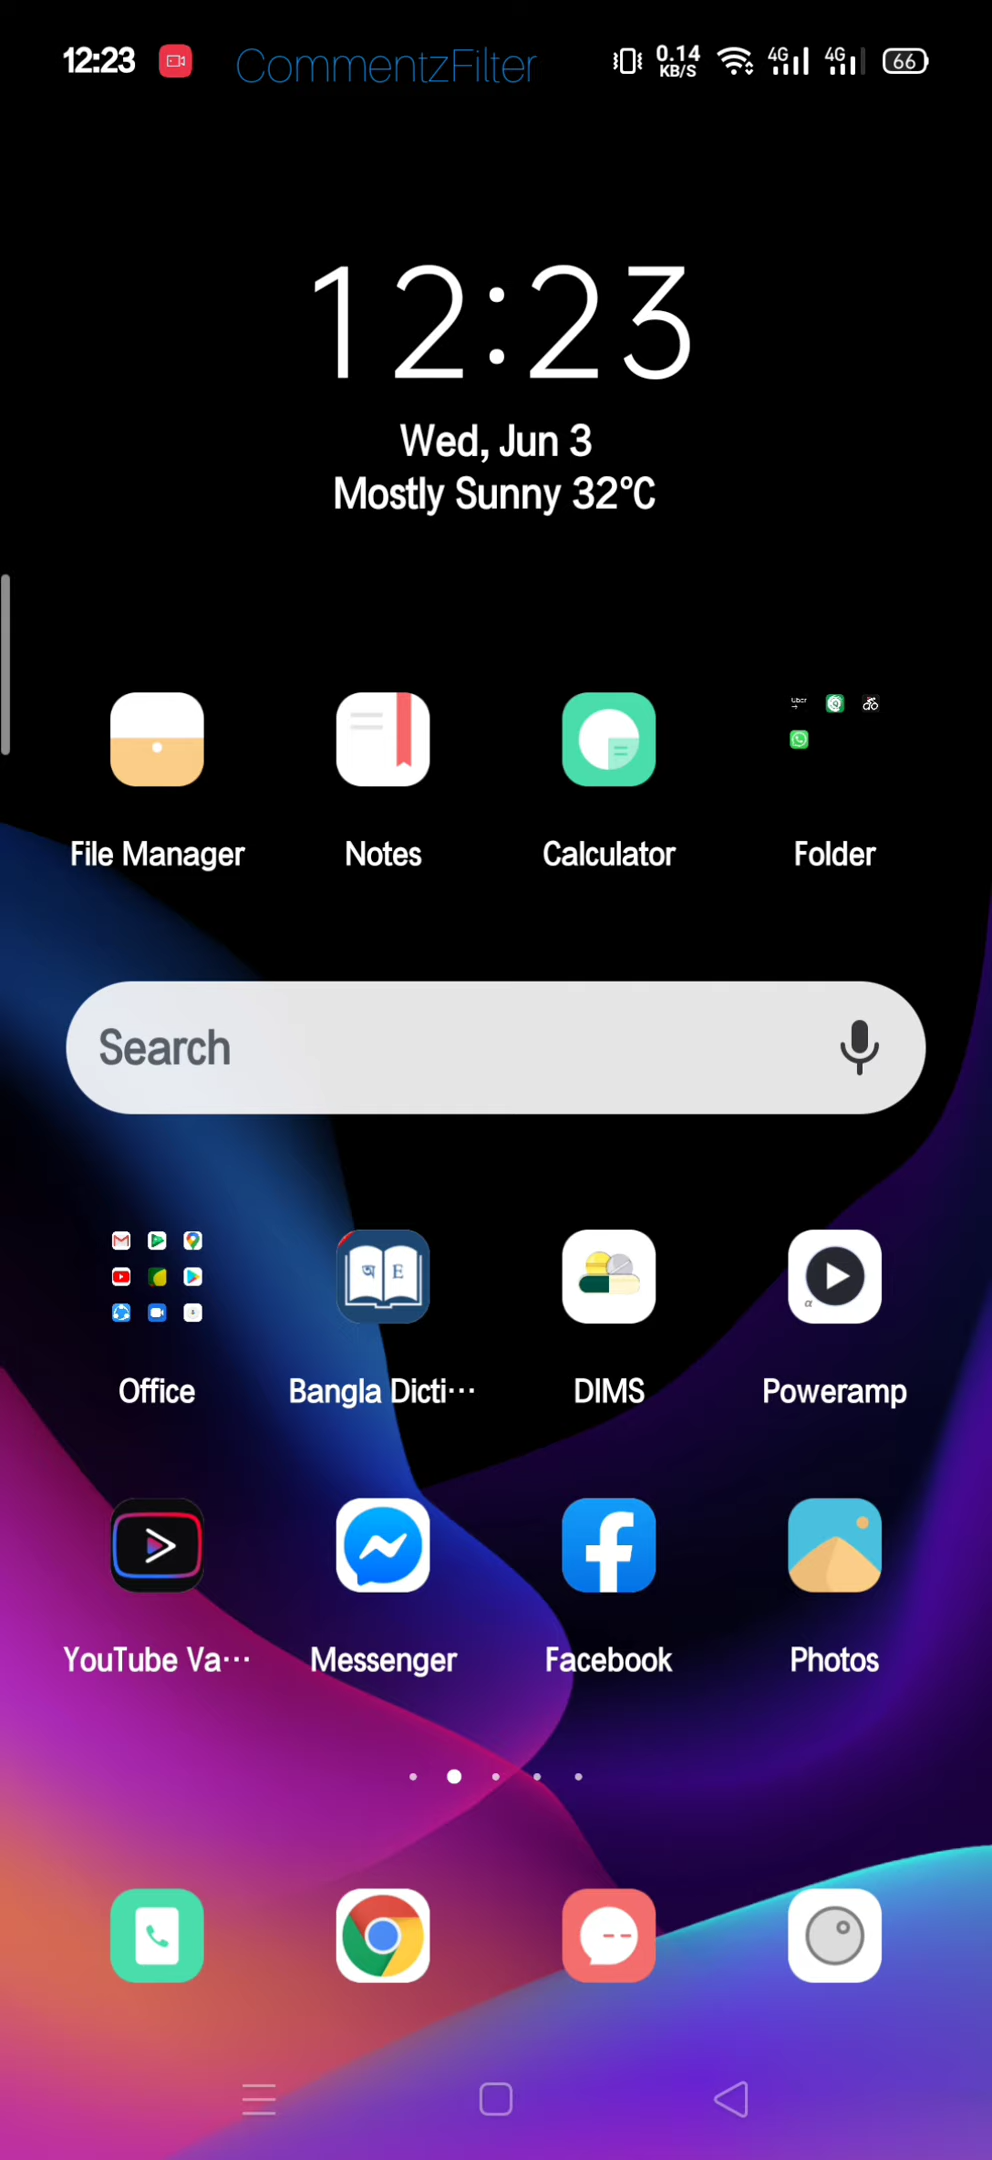 12:23 CommentzFilter 0.14 KB/S 4G 4G 66
12:23
Wed, Jun 3
Mostly Sunny 32°C
Uber
File Manager Notes Calculator Folder
Search
অ E
α
Office Bangla Dicti··· DIMS Poweramp
YouTube Va··· Messenger Facebook Photos